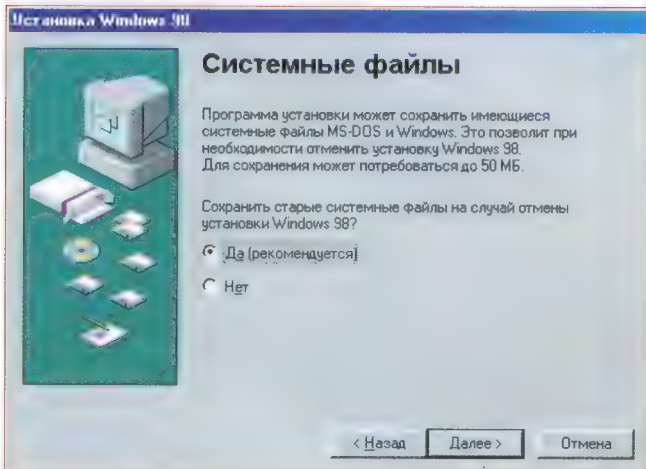 Установка Windows 98
Системные файлы
Программа установки может сохранить имеющиеся
системные файлы MS-DOS и Windows. Это позволит при
необходимости отменить установку Windows 98.
Для сохранения может потребоваться до 50 МБ.
Сохранить старые системные файлы на случай отмены
установки Windows 98?
Да (рекомендуется)
Нет
< Назад
Далее >
Отмена